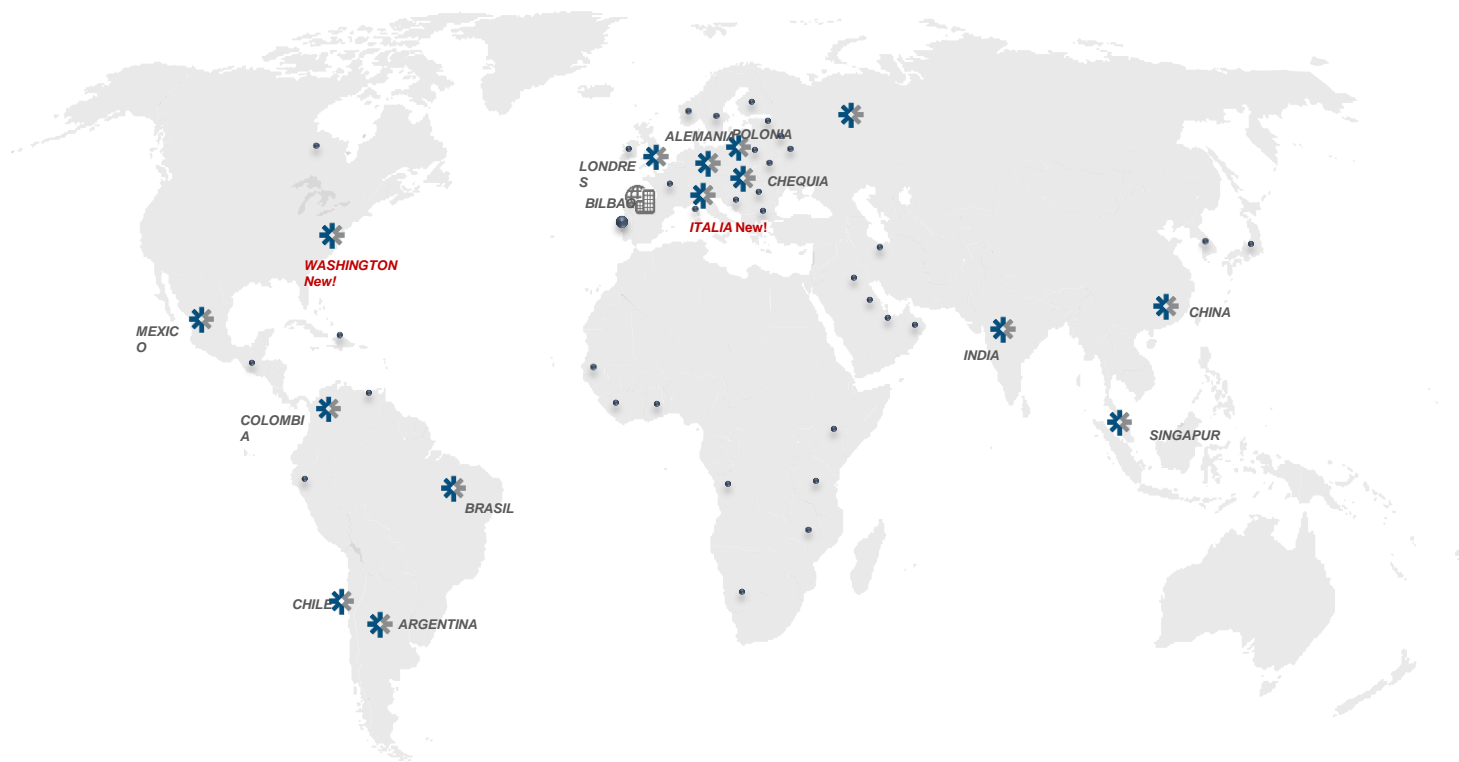 ALEMANIA
POLONIA
LONDRE
S
CHEQUIA
BILBAO
ITALIA New!
WASHINGTON
New!
MEXIC
O
CHINA
INDIA
COLOMBI
A
SINGAPUR
BRASIL
CHILE
ARGENTINA